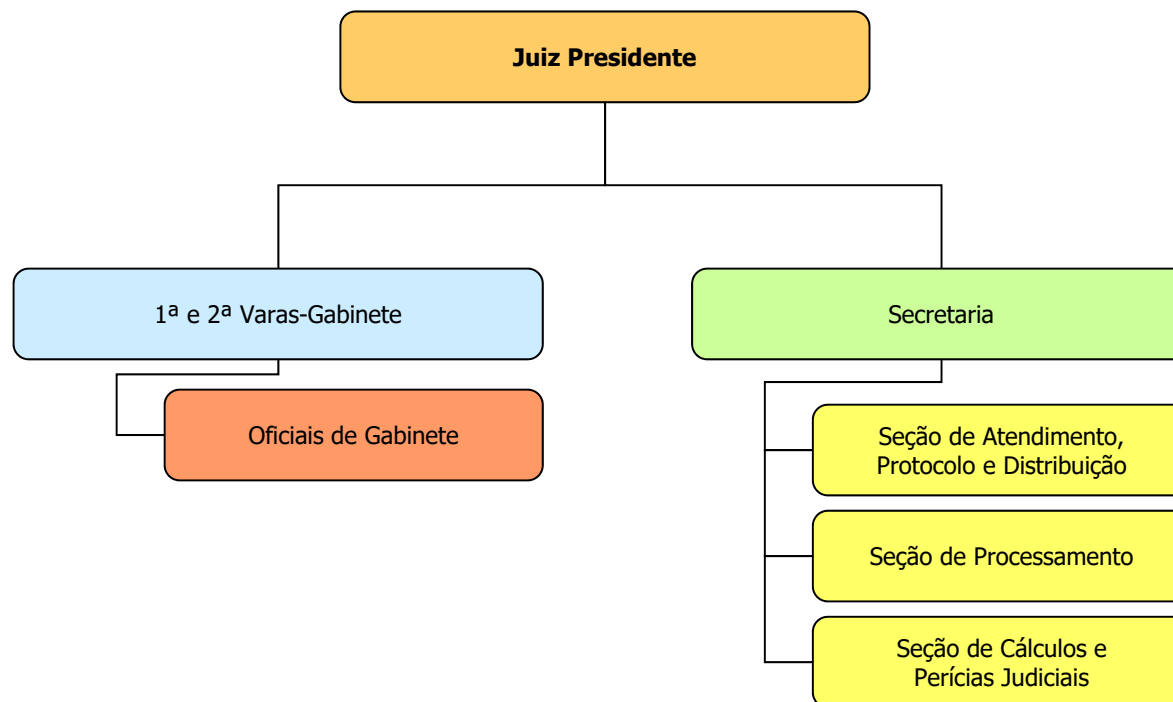 Juiz Presidente
1ª e 2ª Varas-Gabinete
Oficiais de Gabinete
Secretaria
Seção de Atendimento,
Protocolo e Distribuição
Seção de Processamento
Seção de Cálculos e
Perícias Judiciais